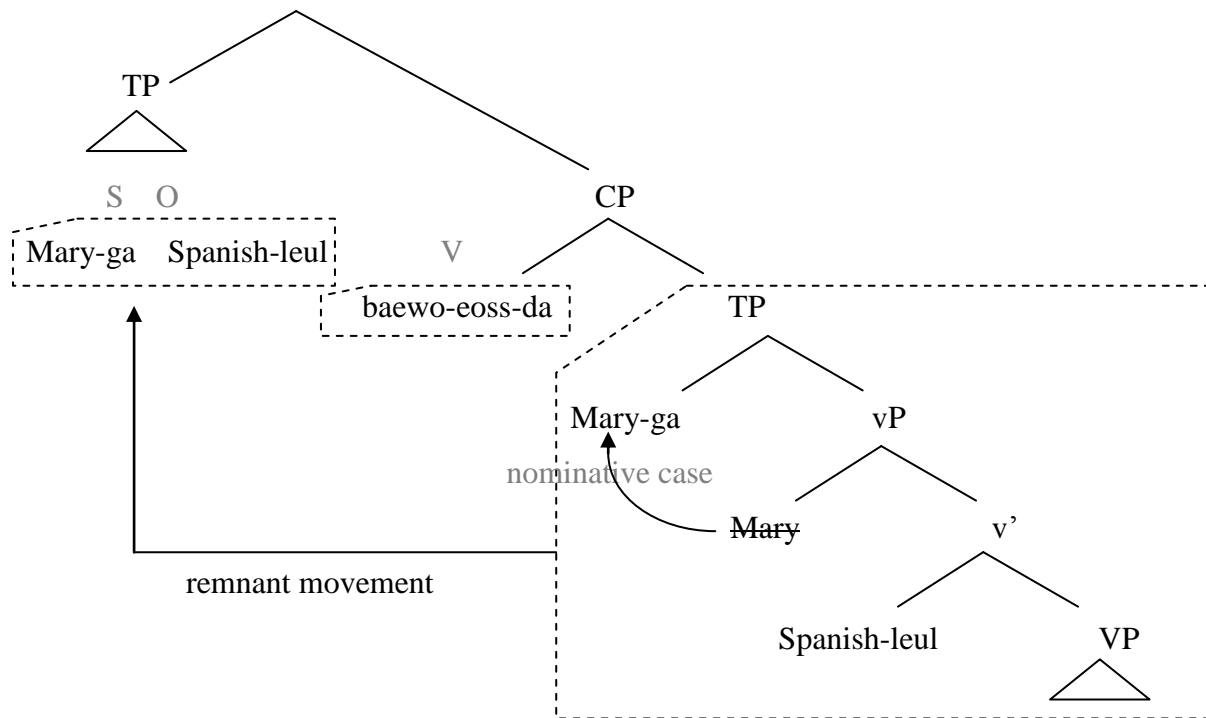 TP
S O
CP
Mary-ga Spanish-leul
V
baewo-eoss-da
TP
Mary-ga
vP
nominative case
Mary
v’
remnant movement
Spanish-leul
VP